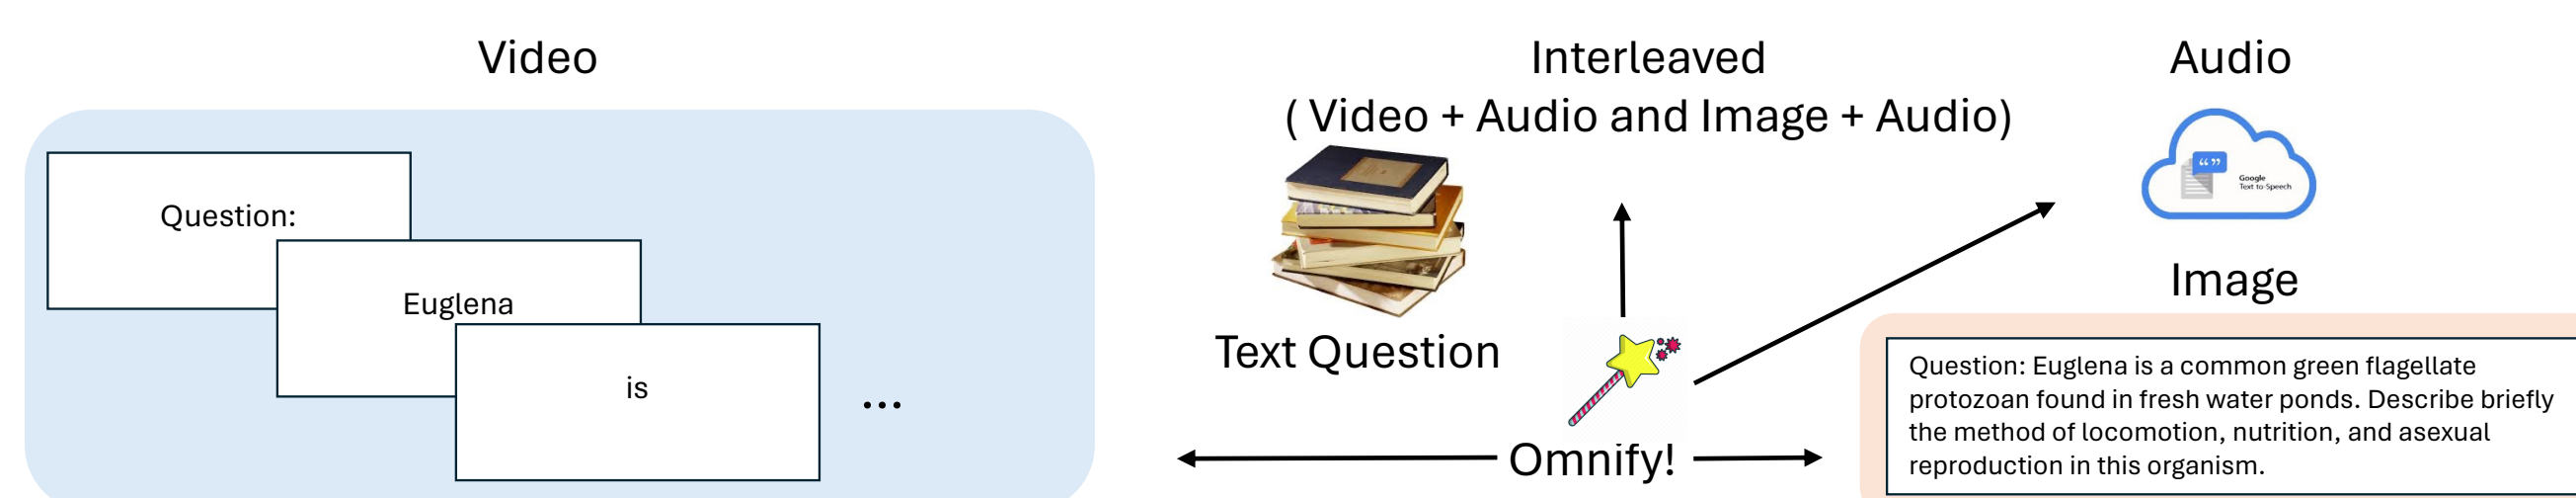 Video
Question:
Euglena
is
...
Interleaved
( Video + Audio and Image + Audio)
Text Question
Omnify!
Audio
“ ”
Google
Text to-Speech
Image
Question: Euglena is a common green flagellate
protozoan found in fresh water ponds. Describe briefly
the method of locomotion, nutrition, and asexual
reproduction in this organism.